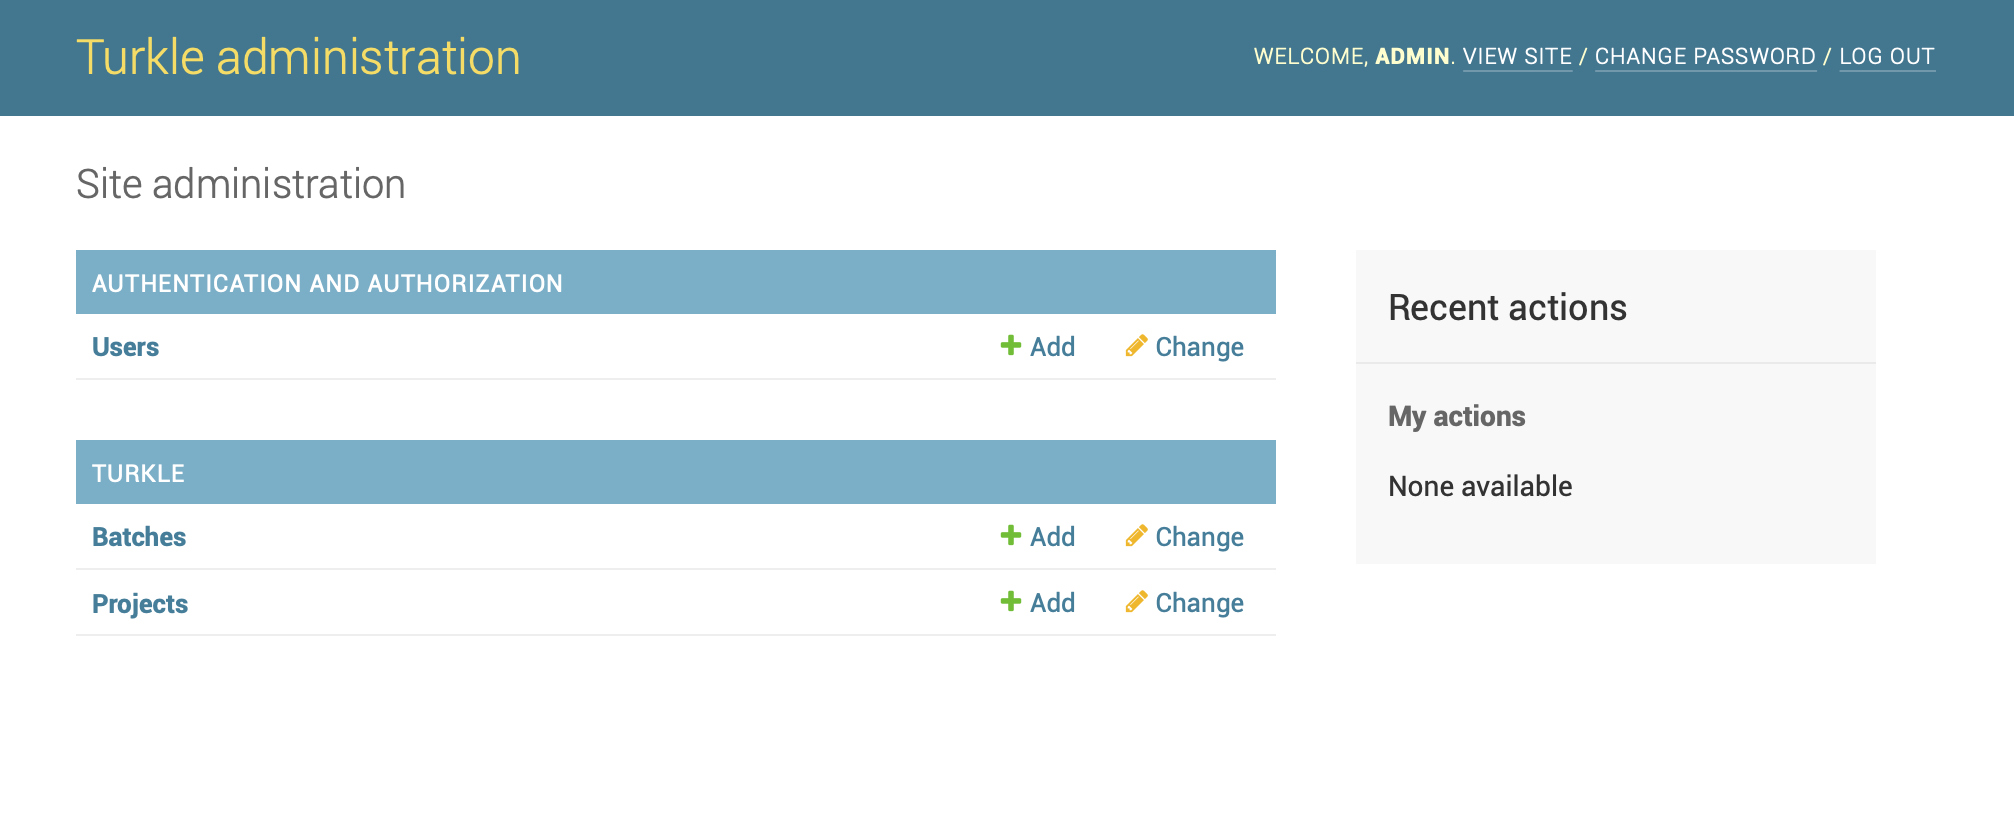 Turkle administration
WELCOME, ADMIN. VIEW SITE / CHANGE PASSWORD / LOG OUT
Site administration
AUTHENTICATION AND AUTHORIZATION
Users Add Change
TURKLE
Batches Add Change
Projects Add Change
Recent actions
My actions
None available